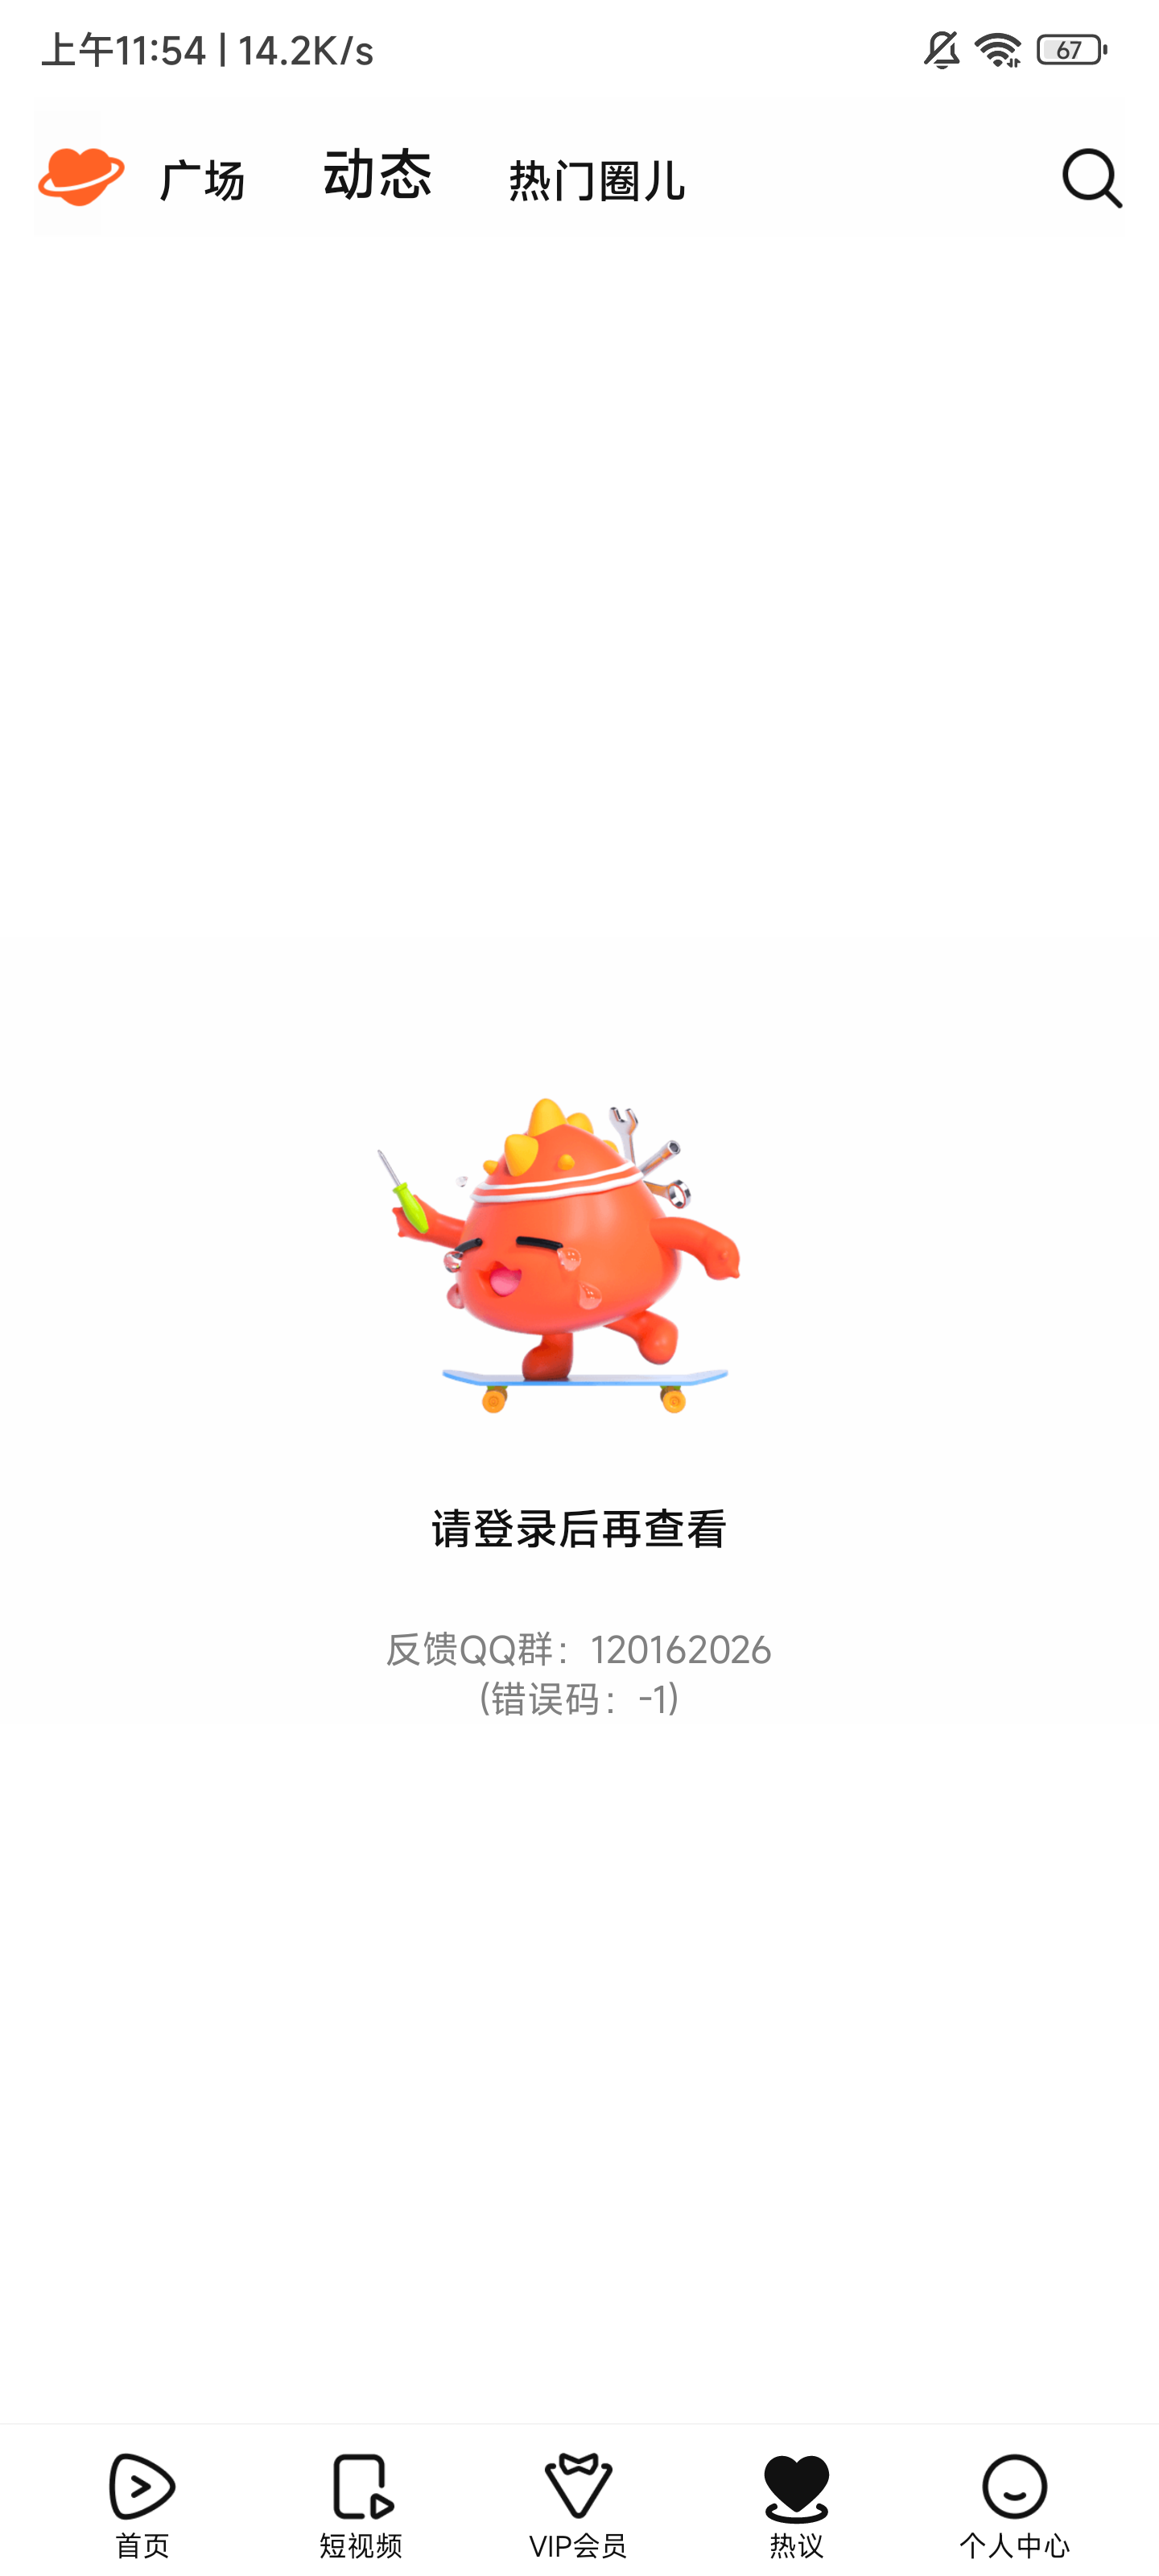 上午11:54 | 14.2K/s
67
广场 动态 热门圈儿
请登录后再查看
反馈QQ群：120162026
(错误码：-1)
首页 短视频 VIP会员 热议 个人中心